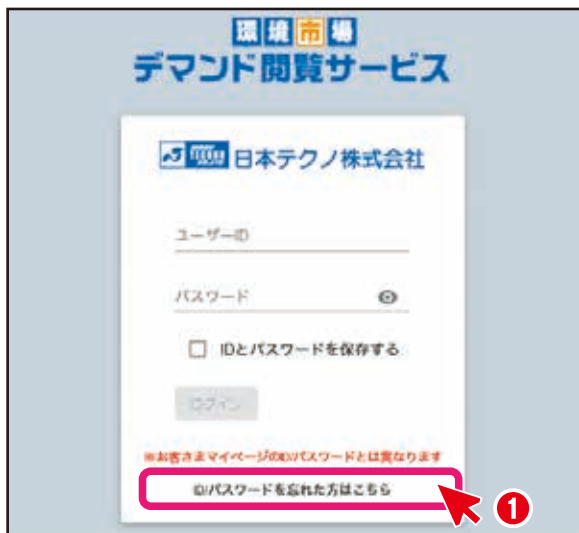 環境市場
デマンド閲覧サービス
日本テクノ株式会社
ユーザーID
パスワード
IDとパスワードを保存する
ログイン
※お客さまマイページのID/パスワードとは異なります
ID/パスワードを忘れた方はこちら
1